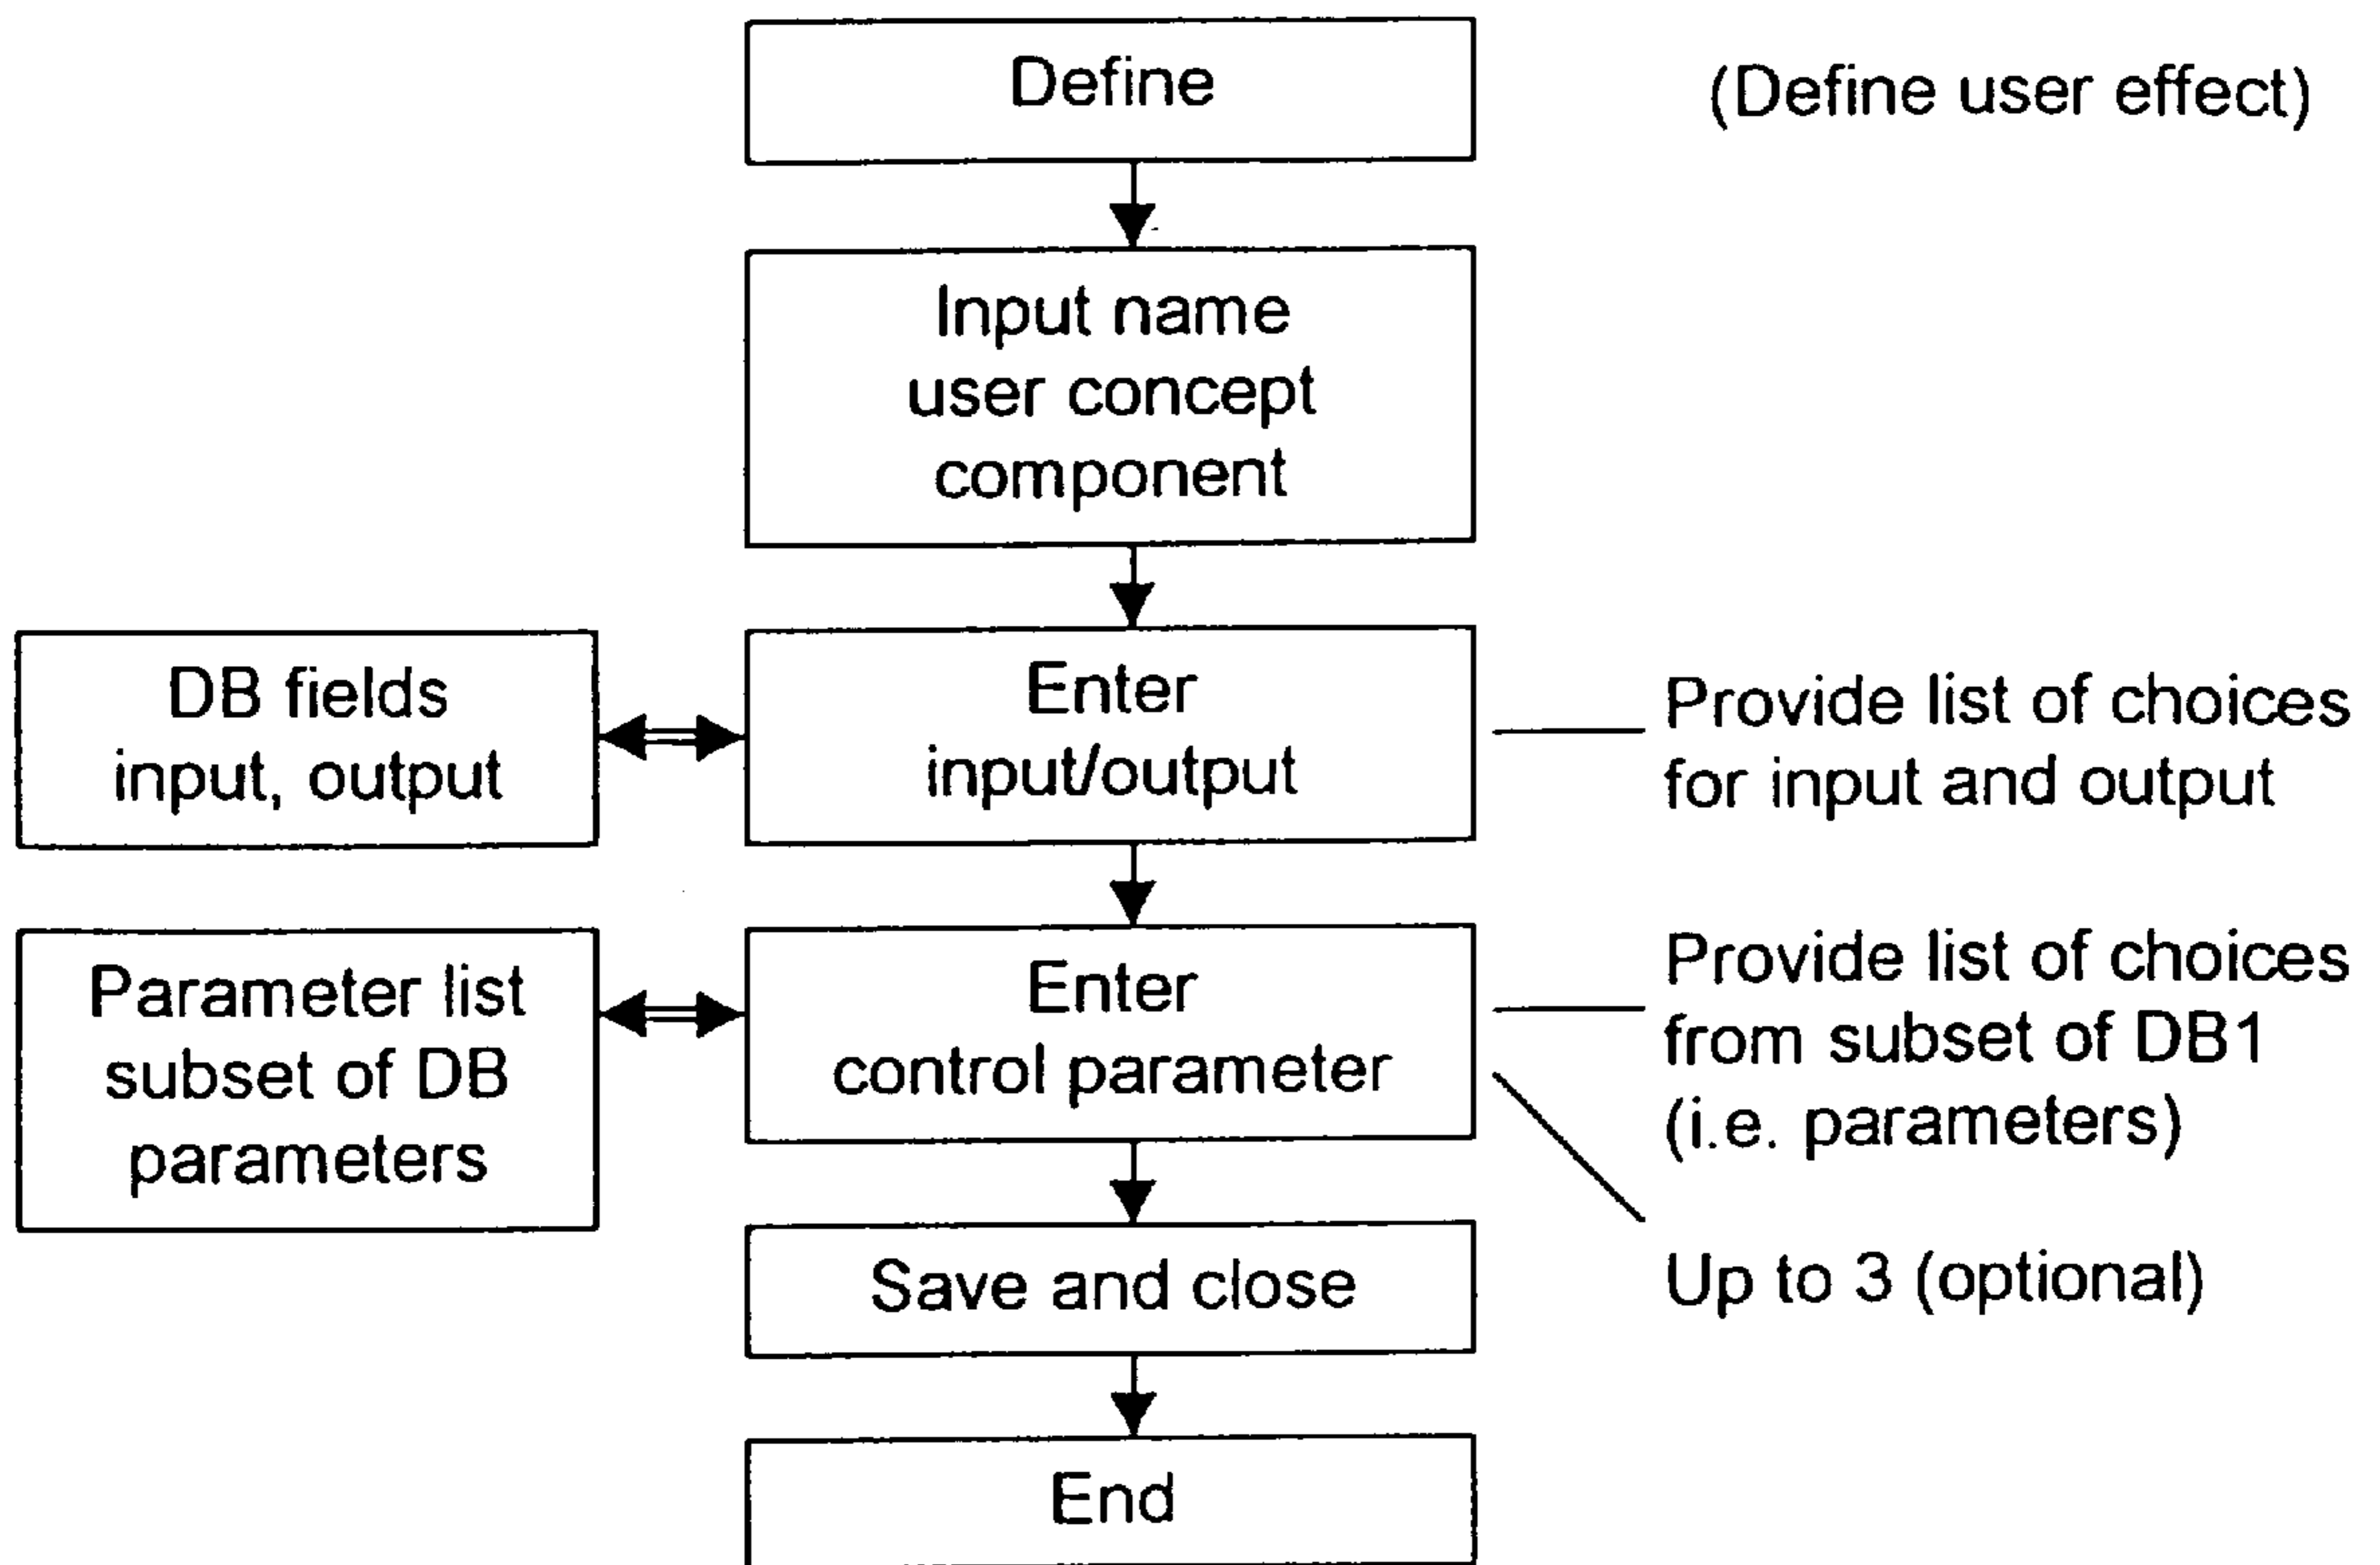 Define
(Define user effect)
Input name
user concept
component
DB fields
input, output
Enter
input/output
Provide list of choices
for input and output
Parameter list
subset of DB
parameters
Enter
control parameter
Provide list of choices
from subset of DB1
(i.e. parameters)
Up to 3 (optional)
Save and close
End